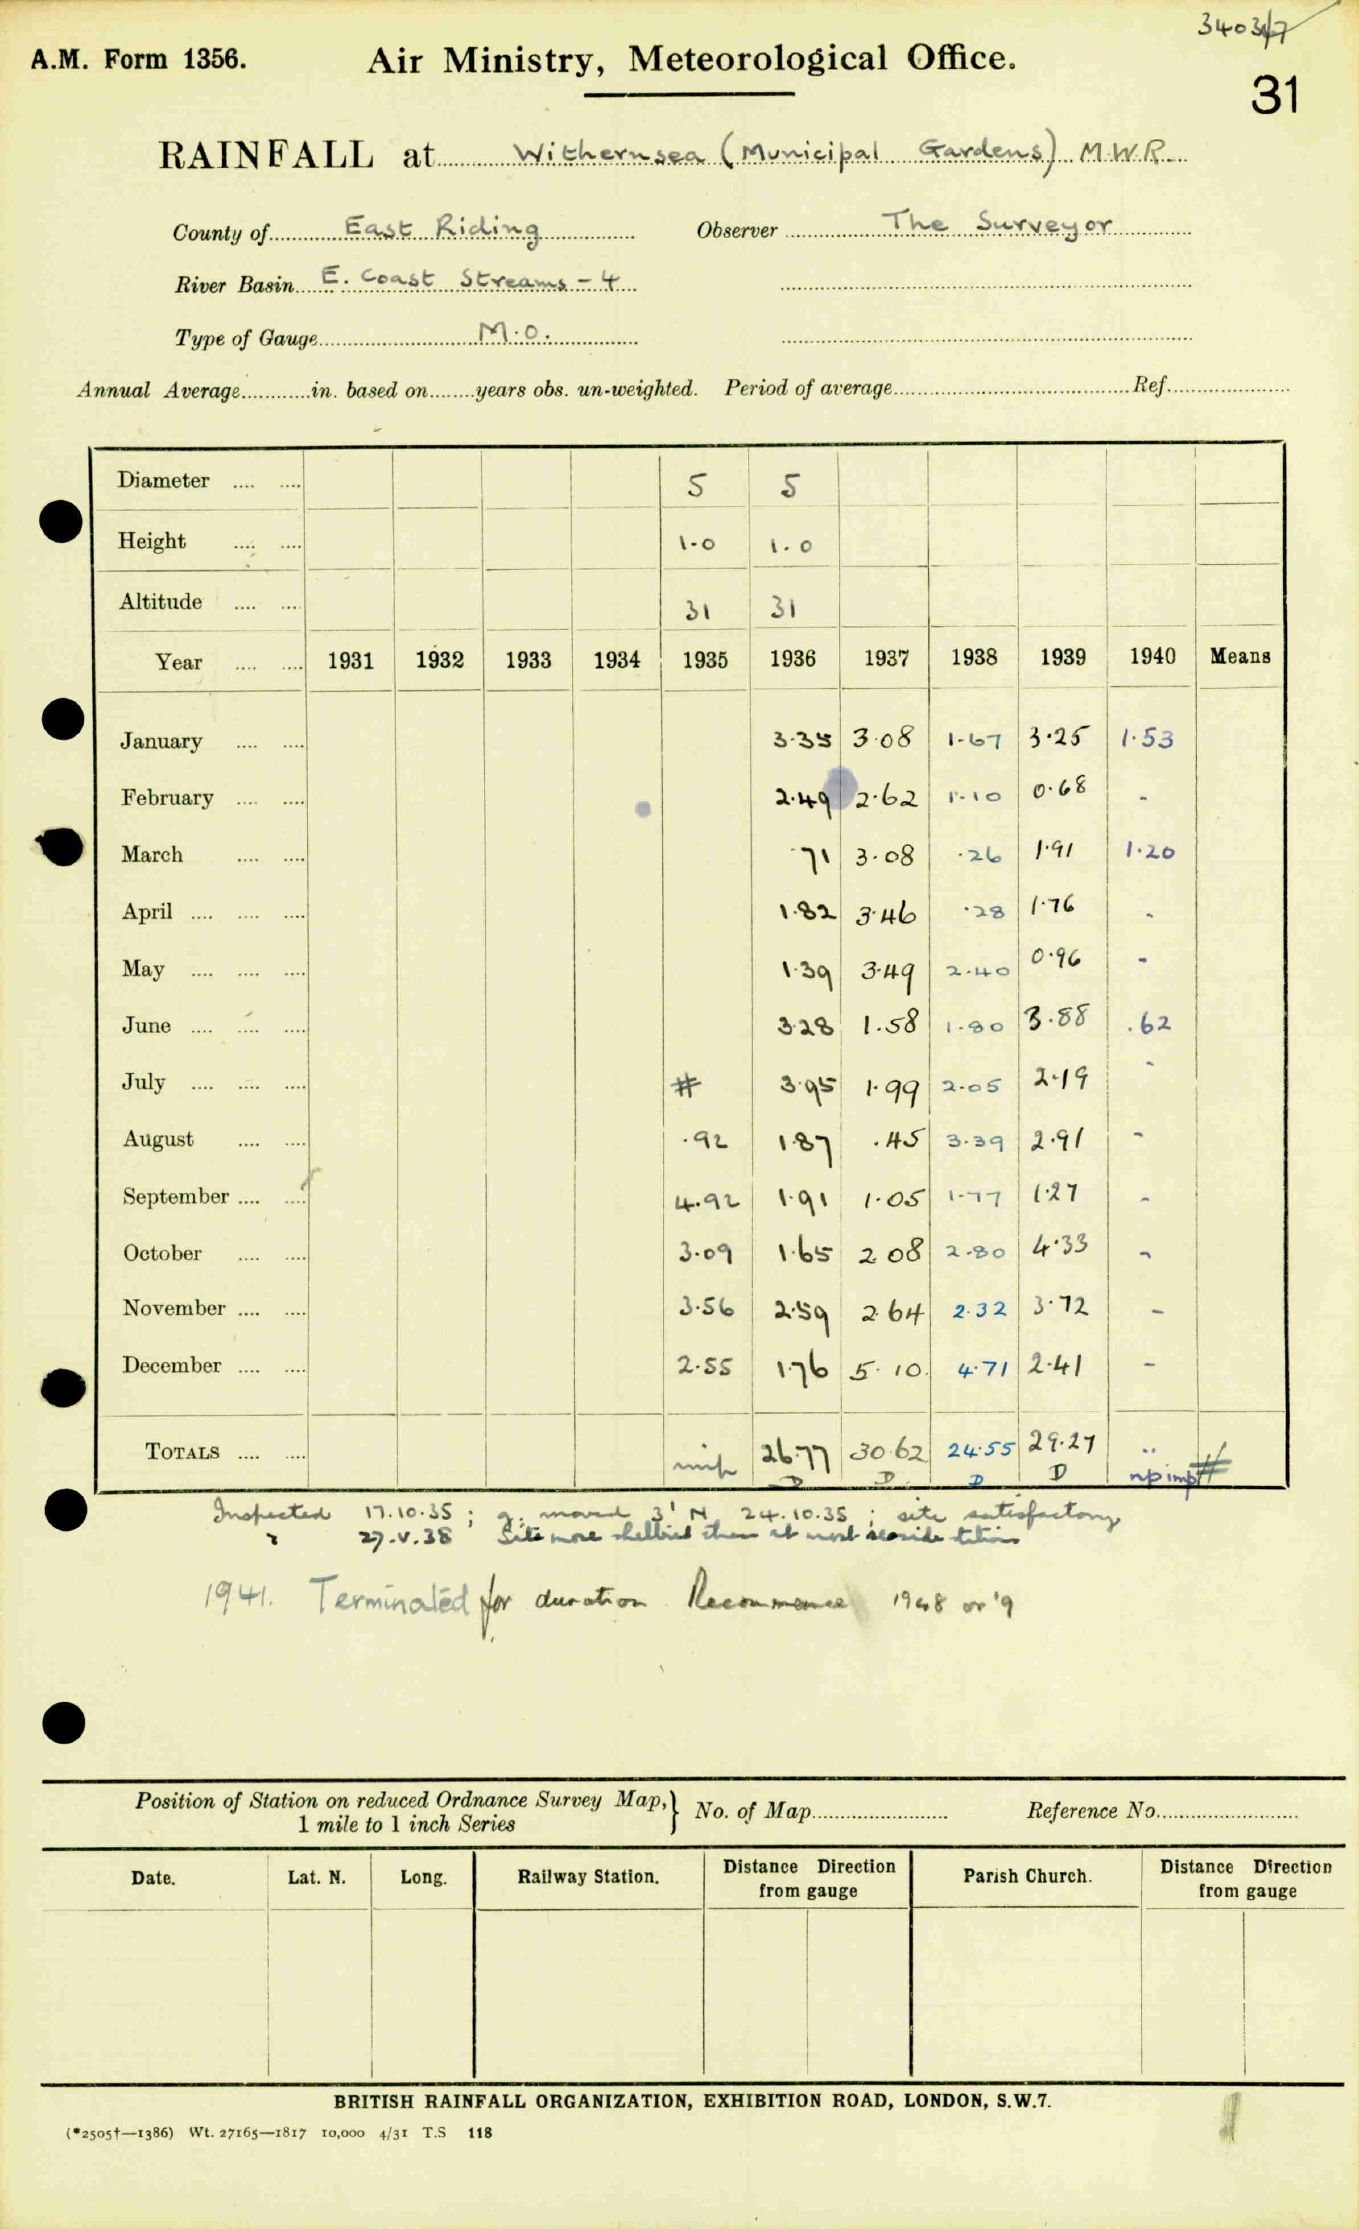 3403/7
A.M. Form 1356. Air Ministry, Meteorological Office.
31
RAINFALL at Withernsea (Municipal Gardens) M.W.R.
County of East Riding Observer The Surveyor
River Basin E. Coast Streams - 4
Type of Gauge M.O.
Annual Average in. based on years obs. un-weighted. Period of average Ref.
Diameter 5 5
Height 1.0 1.0
Altitude 31 31
Year 1931 1932 1933 1934 1935 1936 1937 1938 1939 1940 Means
January 3.35 3.08 1.67 3.25 1.53
February 2.49 2.62 1.10 0.68 -
March .71 3.08 .26 1.91 1.20
April 1.82 3.46 .28 1.76 -
May 1.39 3.49 2.40 0.96 -
June 3.28 1.58 1.80 3.88 .62
July # 3.95 1.99 2.05 2.19 -
August .92 1.87 .45 3.39 2.91 -
September 4.92 1.91 1.05 1.77 1.27 -
October 3.09 1.65 2.08 2.80 4.33 -
November 3.56 2.59 2.64 2.32 3.72 -
December 2.55 1.76 5.10 4.71 2.41 -
TOTALS 26.77 30.62 24.55 29.27 ..
D D D D np imp #
Inspected 17.10.35 ; g. moved 3' N 24.10.35 ; site satisfactory
" 27.V.38 Site more than at most seaside
1941. Terminated for duration Recommence 1948 or '9
Position of Station on reduced Ordnance Survey Map, } No. of Map Reference No.
1 mile to 1 inch Series
Date. Lat. N. Long. Railway Station. Distance Direction from gauge Parish Church. Distance Direction from gauge
BRITISH RAINFALL ORGANIZATION, EXHIBITION ROAD, LONDON, S.W.7.
(*2505†—1386) Wt. 27165—1817 10,000 4/31 T.S 118